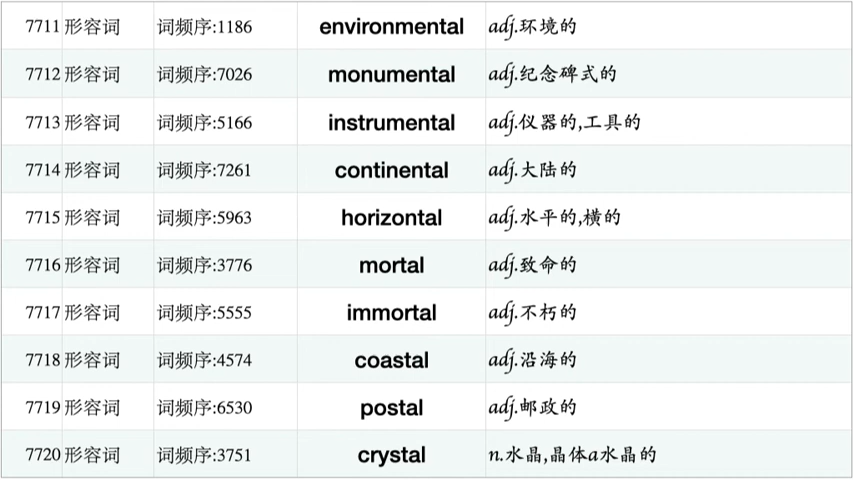 7711 形容词 词频序:1186 environmental adj.环境的
7712 形容词 词频序:7026 monumental adj.纪念碑式的
7713 形容词 词频序:5166 instrumental adj.仪器的,工具的
7714 形容词 词频序:7261 continental adj.大陆的
7715 形容词 词频序:5963 horizontal adj.水平的,横的
7716 形容词 词频序:3776 mortal adj.致命的
7717 形容词 词频序:5555 immortal adj.不朽的
7718 形容词 词频序:4574 coastal adj.沿海的
7719 形容词 词频序:6530 postal adj.邮政的
7720 形容词 词频序:3751 crystal n.水晶,晶体a水晶的